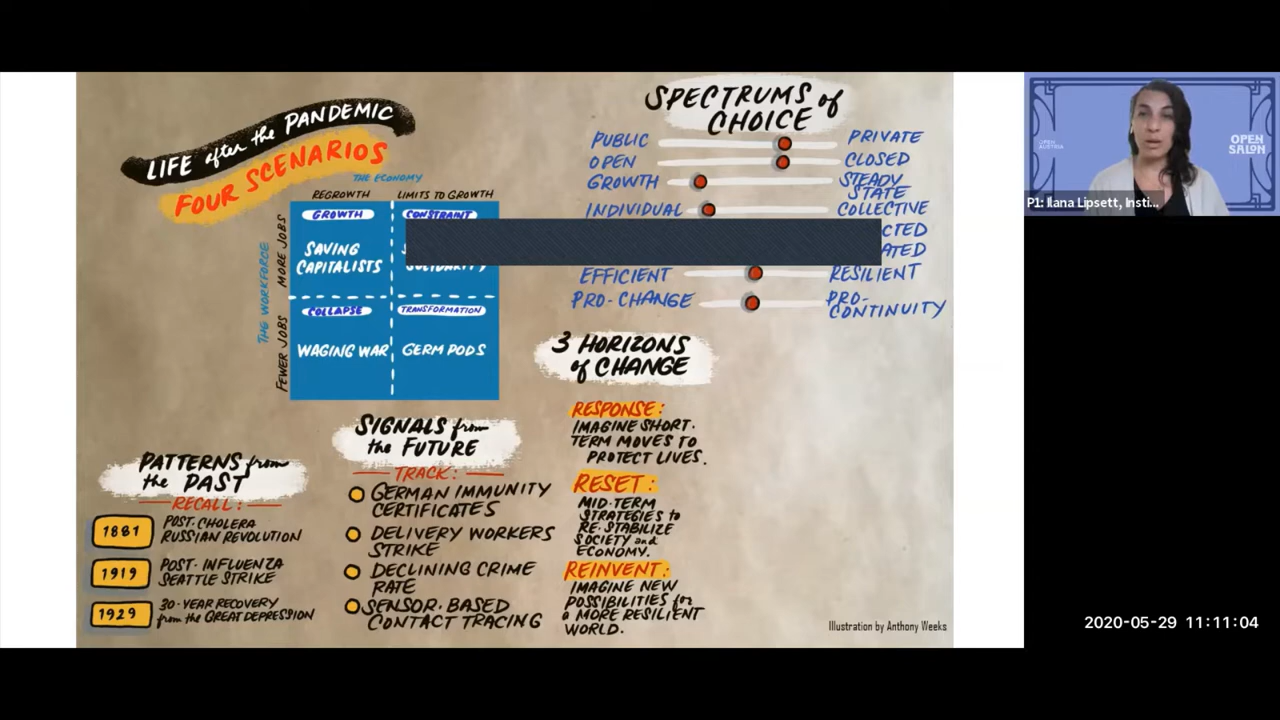 LIFE after the PANDEMIC
FOUR SCENARIOS
THE ECONOMY
REGROWTH
LIMITS TO GROWTH
THE WORKFORCE
MORE JOBS
FEWER JOBS
GROWTH
CONSTRAINT
SAVING
CAPITALISTS
COLLAPSE
TRANSFORMATION
WAGING WAR
GERM PODS
SPECTRUMS of
CHOICE
PUBLIC PRIVATE
OPEN CLOSED
GROWTH STEADY
STATE
INDIVIDUAL COLLECTIVE
EFFICIENT RESILIENT
PRO-CHANGE PRO-
CONTINUITY
3 HORIZONS
of CHANGE
RESPONSE:
IMAGINE SHORT-
TERM MOVES TO
PROTECT LIVES.
RESET:
MID-TERM
STRATEGIES to
RE-STABILIZE
SOCIETY and
ECONOMY.
REINVENT:
IMAGINE NEW
POSSIBILITIES for
a MORE RESILIENT
WORLD.
SIGNALS from
the FUTURE
TRACK:
GERMAN IMMUNITY
CERTIFICATES
DELIVERY WORKERS
STRIKE
DECLINING CRIME
RATE
SENSOR-BASED
CONTACT TRACING
PATTERNS from
the PAST
RECALL:
1881 POST-CHOLERA
RUSSIAN REVOLUTION
1919 POST-INFLUENZA
SEATTLE STRIKE
1929 30-YEAR RECOVERY
from the GREAT DEPRESSION
Illustration by Anthony Weeks
OPEN
AUSTRIA
OPEN
SALON
P1: Ilana Lipsett, Insti...
2020-05-29 11:11:04